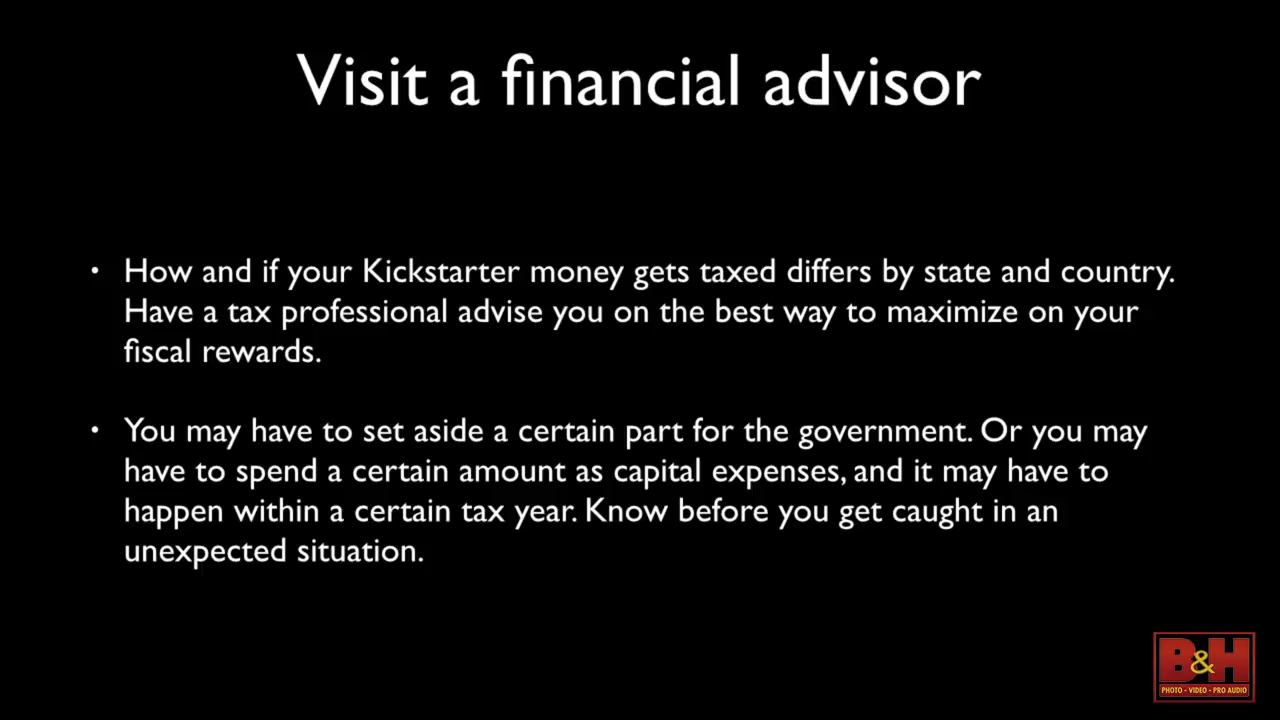 Visit a financial advisor
• How and if your Kickstarter money gets taxed differs by state and country.
Have a tax professional advise you on the best way to maximize on your
fiscal rewards.
• You may have to set aside a certain part for the government. Or you may
have to spend a certain amount as capital expenses, and it may have to
happen within a certain tax year. Know before you get caught in an
unexpected situation.
B&H
PHOTO - VIDEO - PRO AUDIO